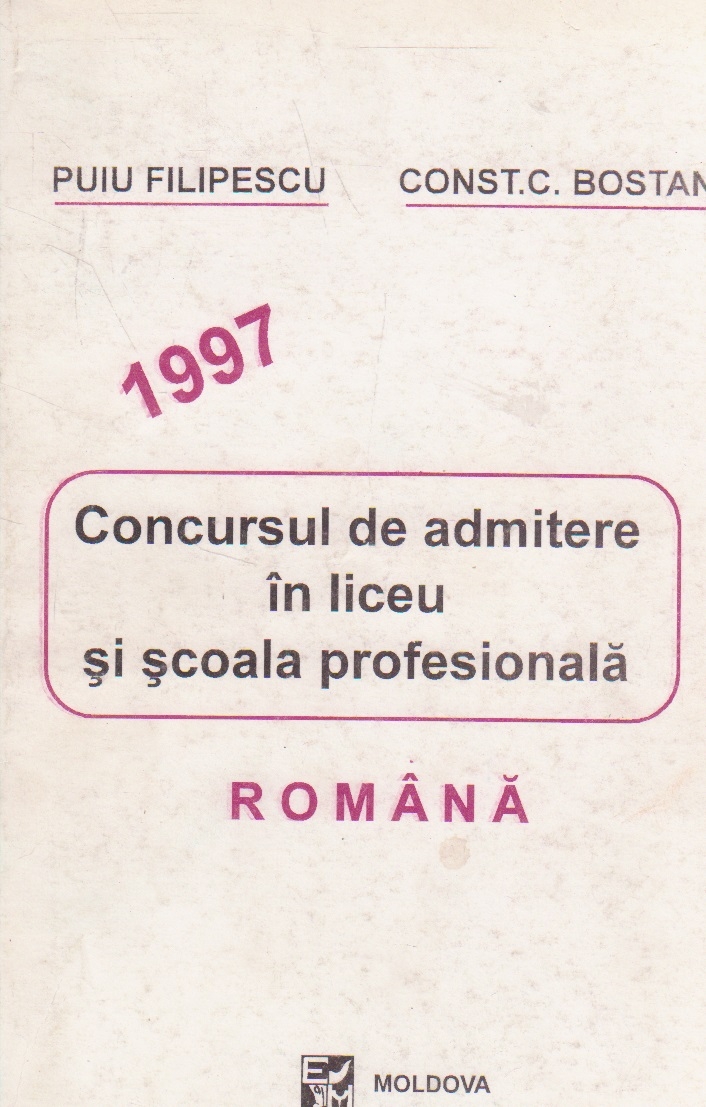 PUIU FILIPESCU CONST.C. BOSTAN
1997
Concursul de admitere
în liceu
şi şcoala profesională
ROMÂNĂ
MOLDOVA